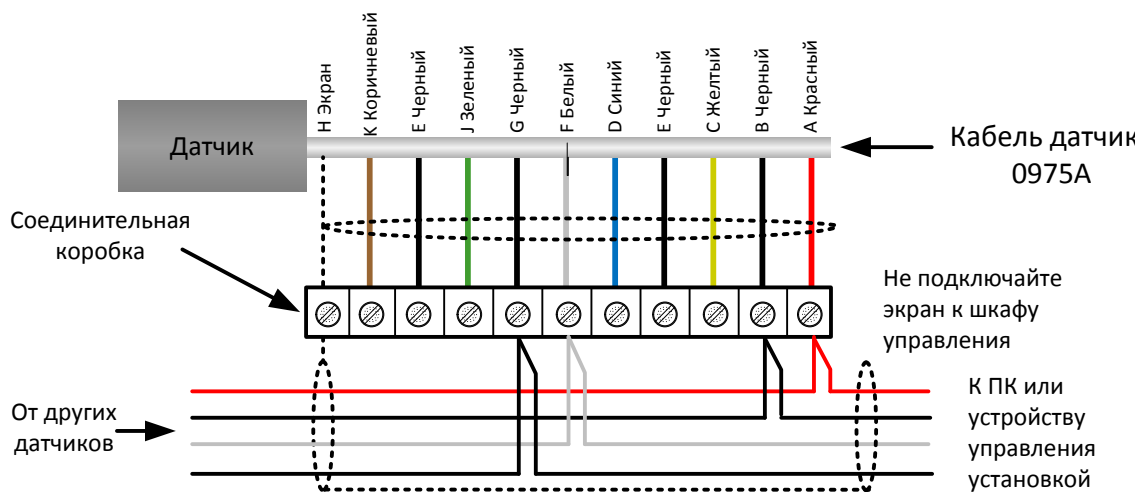 H Экран
K Коричневый
E Черный
J Зеленый
G Черный
F Белый
D Синий
E Черный
C Желтый
B Черный
A Красный
Датчик
Кабель датчик
0975A
Соединительная
коробка
Не подключайте
экран к шкафу
управления
От других
датчиков
К ПК или
устройству
управления
установкой